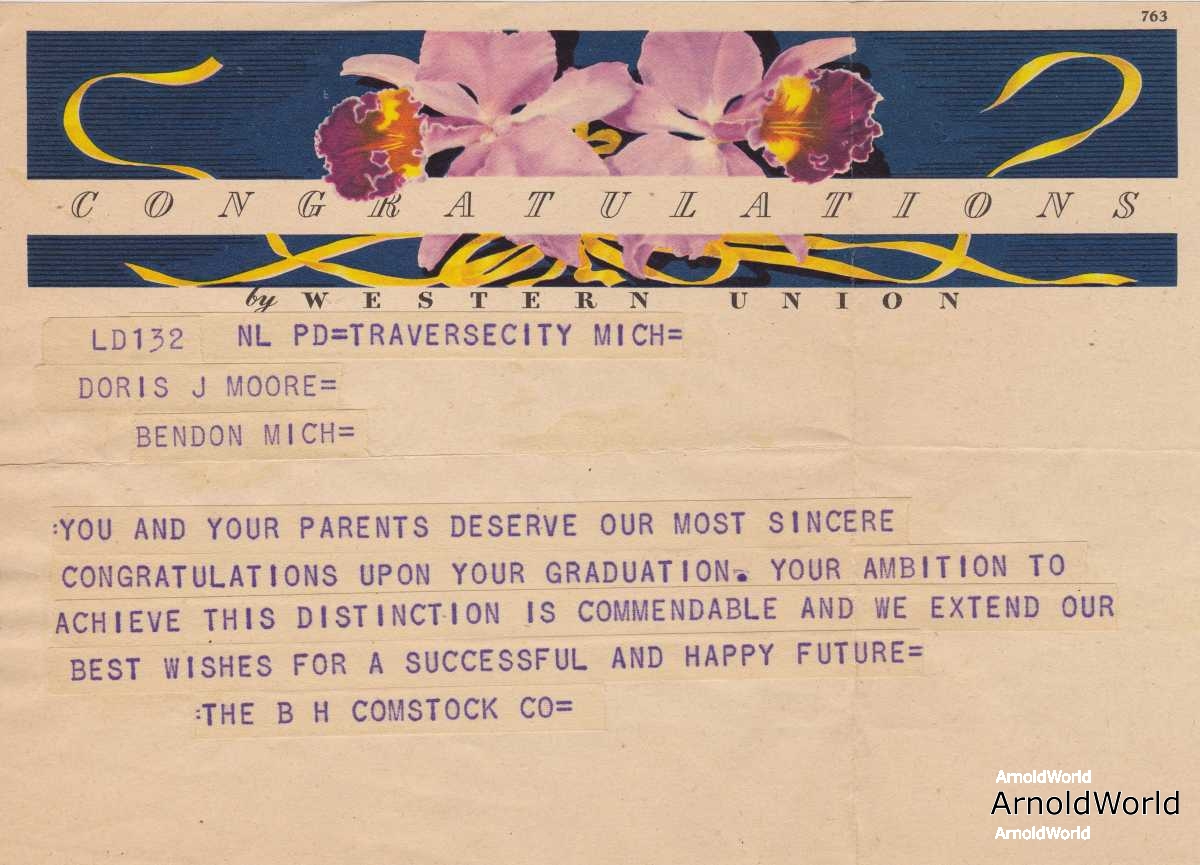 763
CONGRATULATIONS
by WESTERN UNION
LD132 NL PD=TRAVERSECITY MICH=
DORIS J MOORE=
BENDON MICH=
:YOU AND YOUR PARENTS DESERVE OUR MOST SINCERE
CONGRATULATIONS UPON YOUR GRADUATION. YOUR AMBITION TO
ACHIEVE THIS DISTINCTION IS COMMENDABLE AND WE EXTEND OUR
BEST WISHES FOR A SUCCESSFUL AND HAPPY FUTURE=
:THE B H COMSTOCK CO=
ArnoldWorld
ArnoldWorld
ArnoldWorld